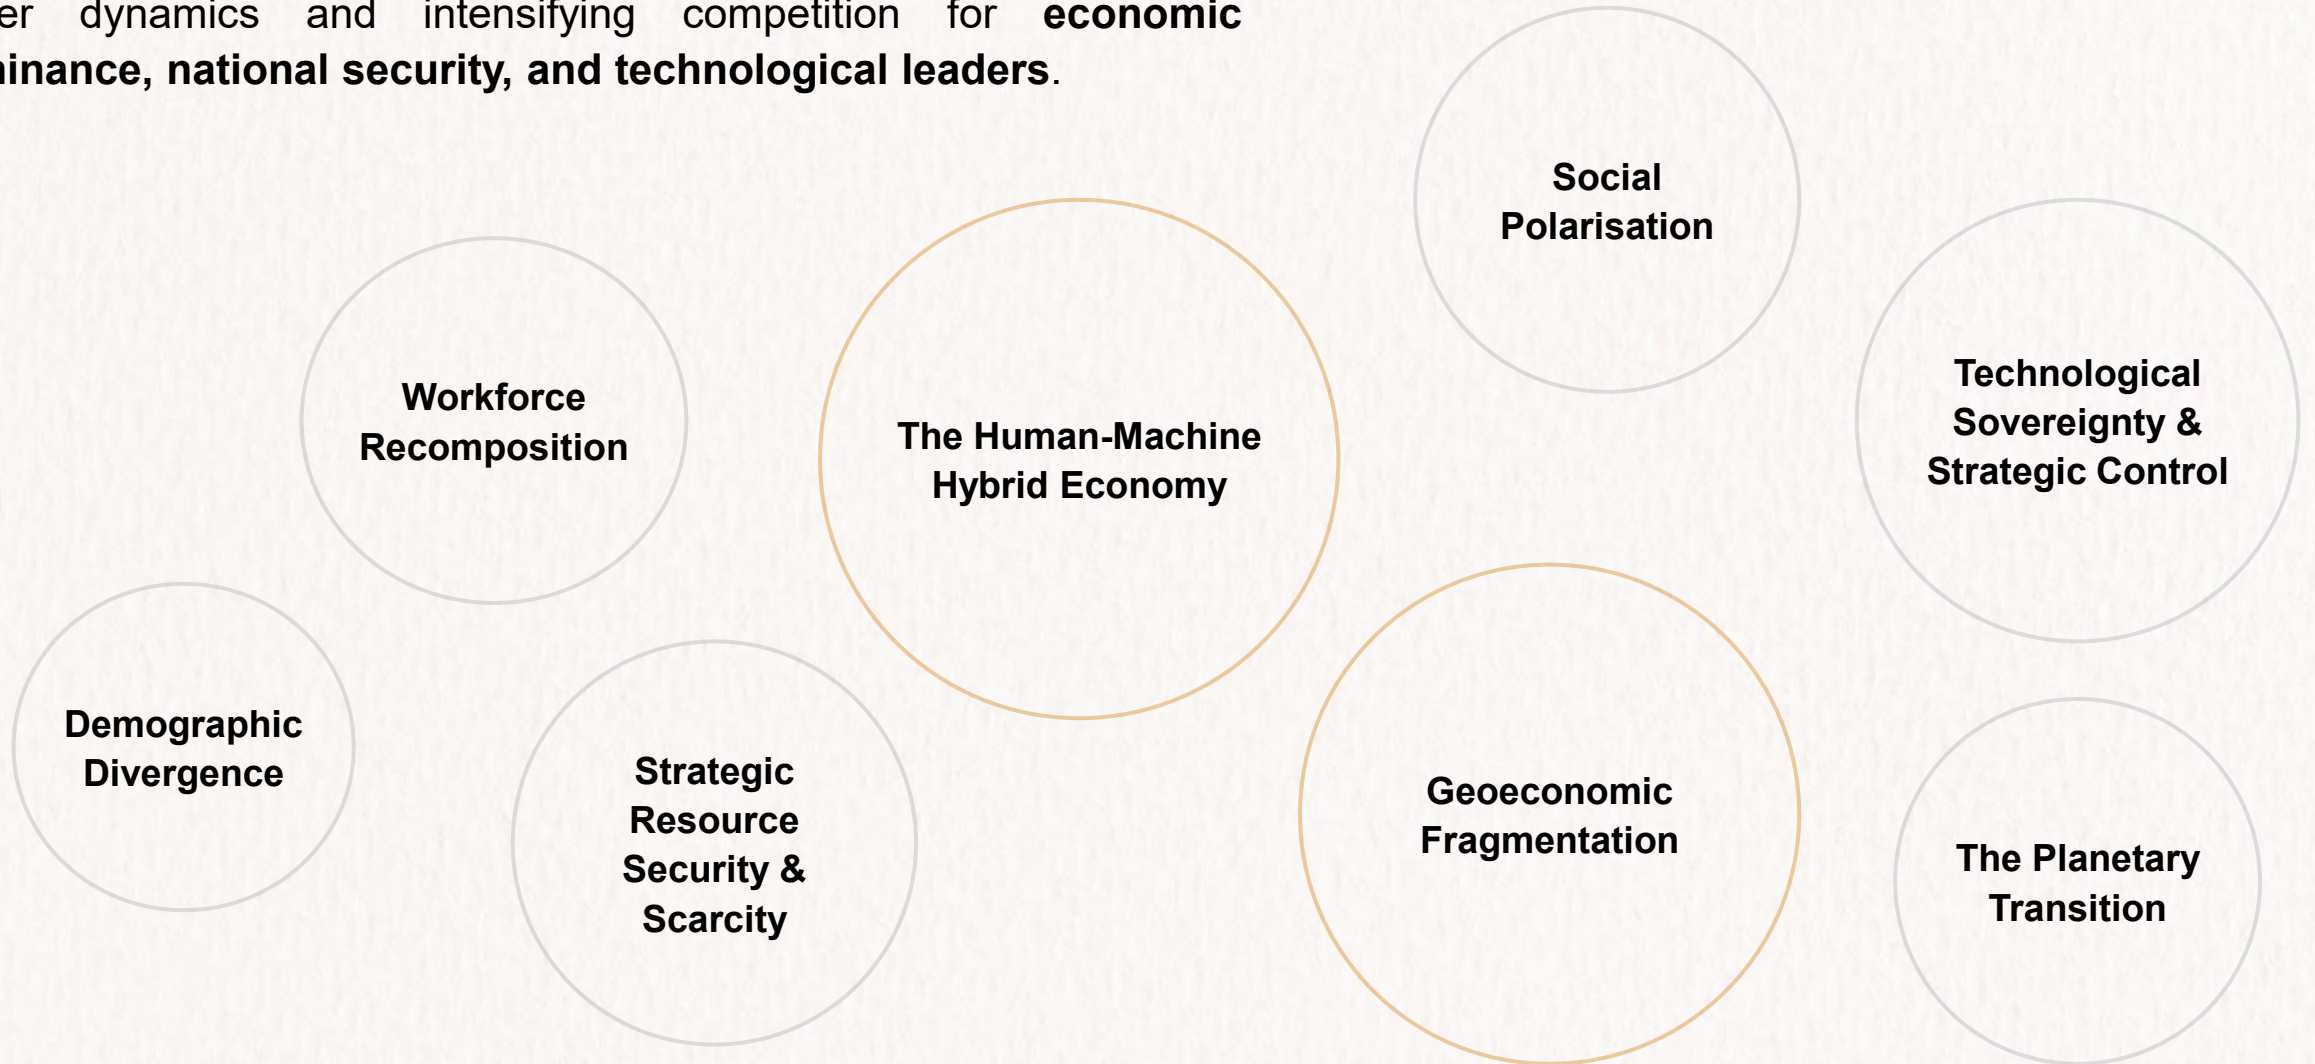 er dynamics and intensifying competition for economic
inance, national security, and technological leaders.
Social
Polarisation
Workforce
Recomposition
The Human-Machine
Hybrid Economy
Technological
Sovereignty &
Strategic Control
Demographic
Divergence
Strategic
Resource
Security &
Scarcity
Geoeconomic
Fragmentation
The Planetary
Transition